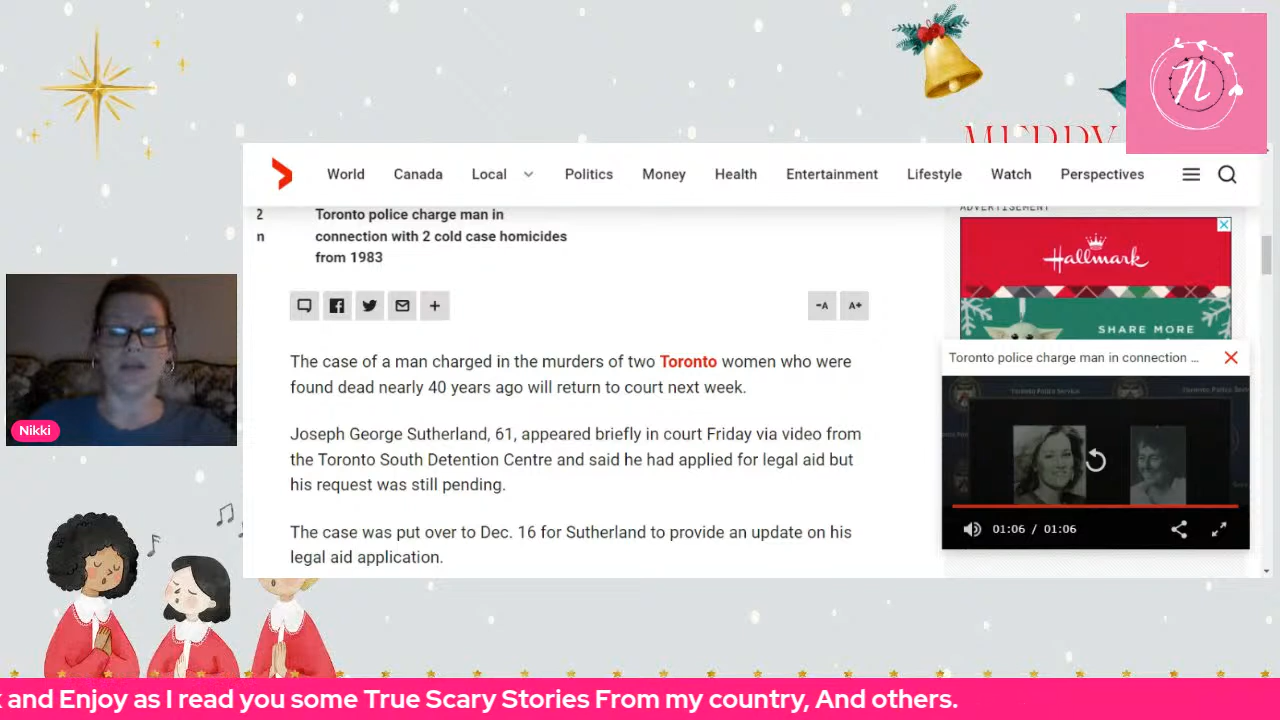 MERRY
World Canada Local Politics Money Health Entertainment Lifestyle Watch Perspectives
ADVERTISEMENT
2
n
Toronto police charge man in
connection with 2 cold case homicides
from 1983
Hallmark
SHARE MORE
-A A+
The case of a man charged in the murders of two Toronto women who were
found dead nearly 40 years ago will return to court next week.
Joseph George Sutherland, 61, appeared briefly in court Friday via video from
the Toronto South Detention Centre and said he had applied for legal aid but
his request was still pending.
The case was put over to Dec. 16 for Sutherland to provide an update on his
legal aid application.
Toronto police charge man in connection ...
Toronto Police Service
01:06 / 01:06
Nikki
n
and Enjoy as I read you some True Scary Stories From my country, And others.